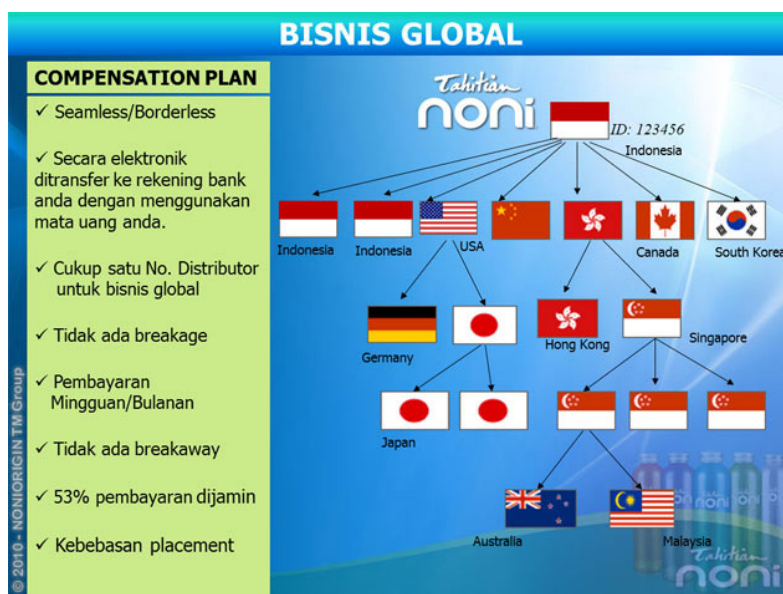 BISNIS GLOBAL
COMPENSATION PLAN
✓ Seamless/Borderless
✓ Secara elektronik
ditransfer ke rekening bank
anda dengan menggunakan
mata uang anda.
✓ Cukup satu No. Distributor
untuk bisnis global
✓ Tidak ada breakage
✓ Pembayaran
Mingguan/Bulanan
✓ Tidak ada breakaway
✓ 53% pembayaran dijamin
✓ Kebebasan placement
© 2010 - NONIORIGIN TM Group
Tahitian
noni
ID: 123456
Indonesia
Indonesia
Indonesia
USA
Canada
South Korea
Germany
Hong Kong
Singapore
Japan
Australia
Malaysia
noni
noni
Tahitian
noni